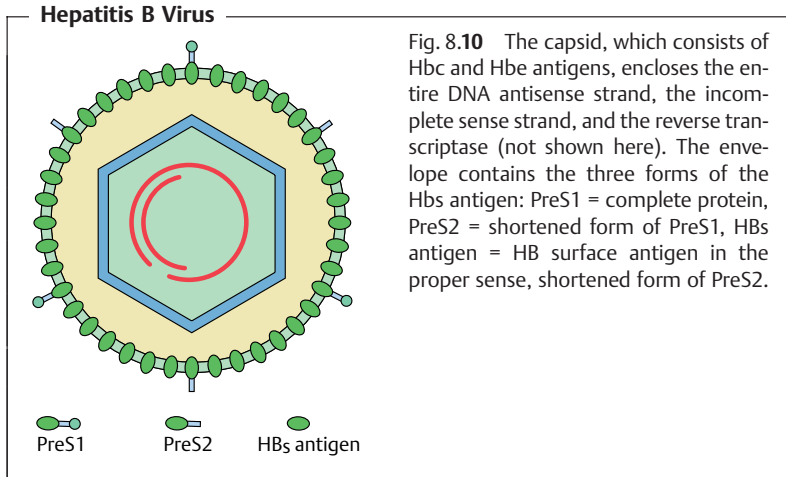 Hepatitis B Virus
Fig. 8.10 The capsid, which consists of
Hbc and Hbe antigens, encloses the en-
tire DNA antisense strand, the incom-
plete sense strand, and the reverse tran-
scriptase (not shown here). The enve-
lope contains the three forms of the
Hbs antigen: PreS1 = complete protein,
PreS2 = shortened form of PreS1, HBs
antigen = HB surface antigen in the
proper sense, shortened form of PreS2.
PreS1 PreS2 HBs antigen